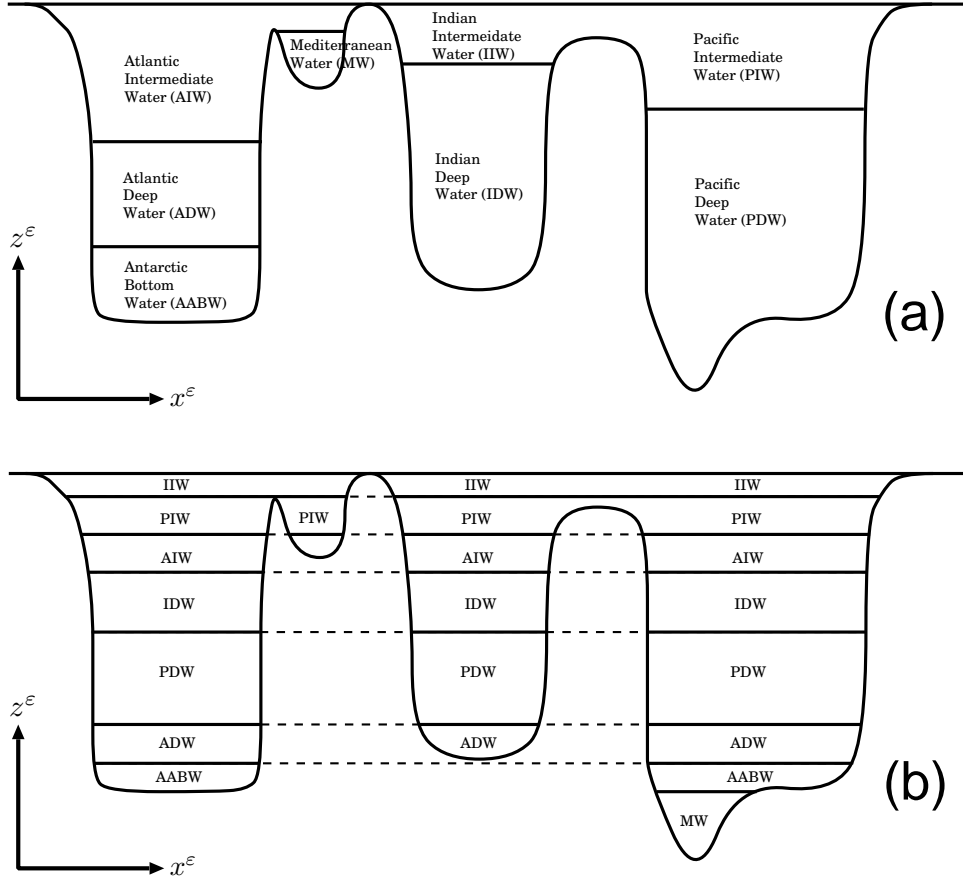 Atlantic
Intermediate
Water (AIW)
Mediterranean
Water (MW)
Indian
Intermeidate
Water (IIW)
Pacific
Intermediate
Water (PIW)
Atlantic
Deep
Water (ADW)
Indian
Deep
Water (IDW)
Pacific
Deep
Water (PDW)
Antarctic
Bottom
Water (AABW)
z^ε
x^ε
(a)
IIW IIW IIW
PIW PIW PIW PIW
AIW AIW AIW
IDW IDW IDW
PDW PDW PDW
ADW ADW ADW
AABW AABW
MW
z^ε
x^ε
(b)